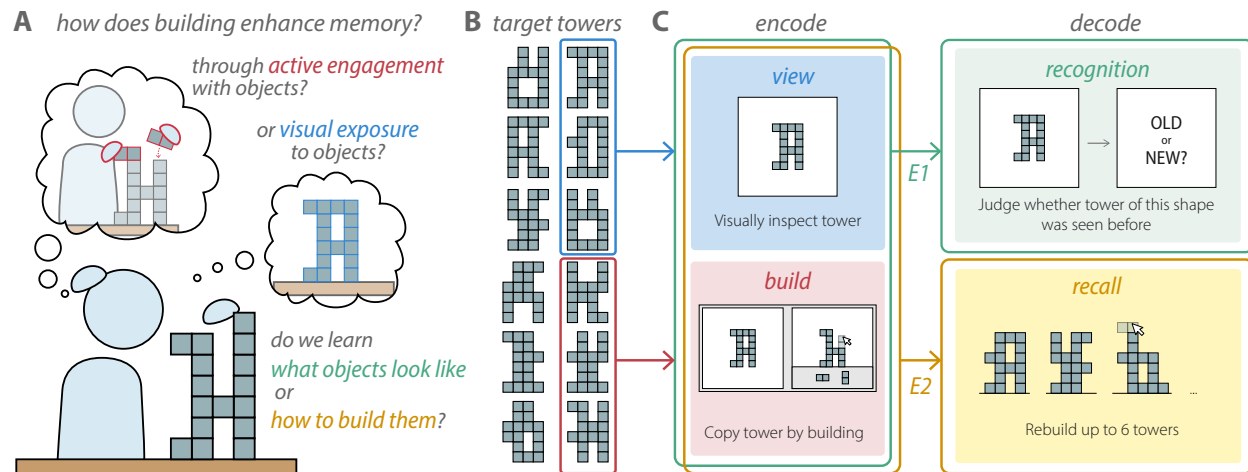 A how does building enhance memory?
through active engagement
with objects?
or visual exposure
to objects?
do we learn
what objects look like
or
how to build them?
B target towers
C encode decode
view
Visually inspect tower
build
Copy tower by building
E1
E2
recognition
OLD
or
NEW?
Judge whether tower of this shape
was seen before
recall
...
Rebuild up to 6 towers